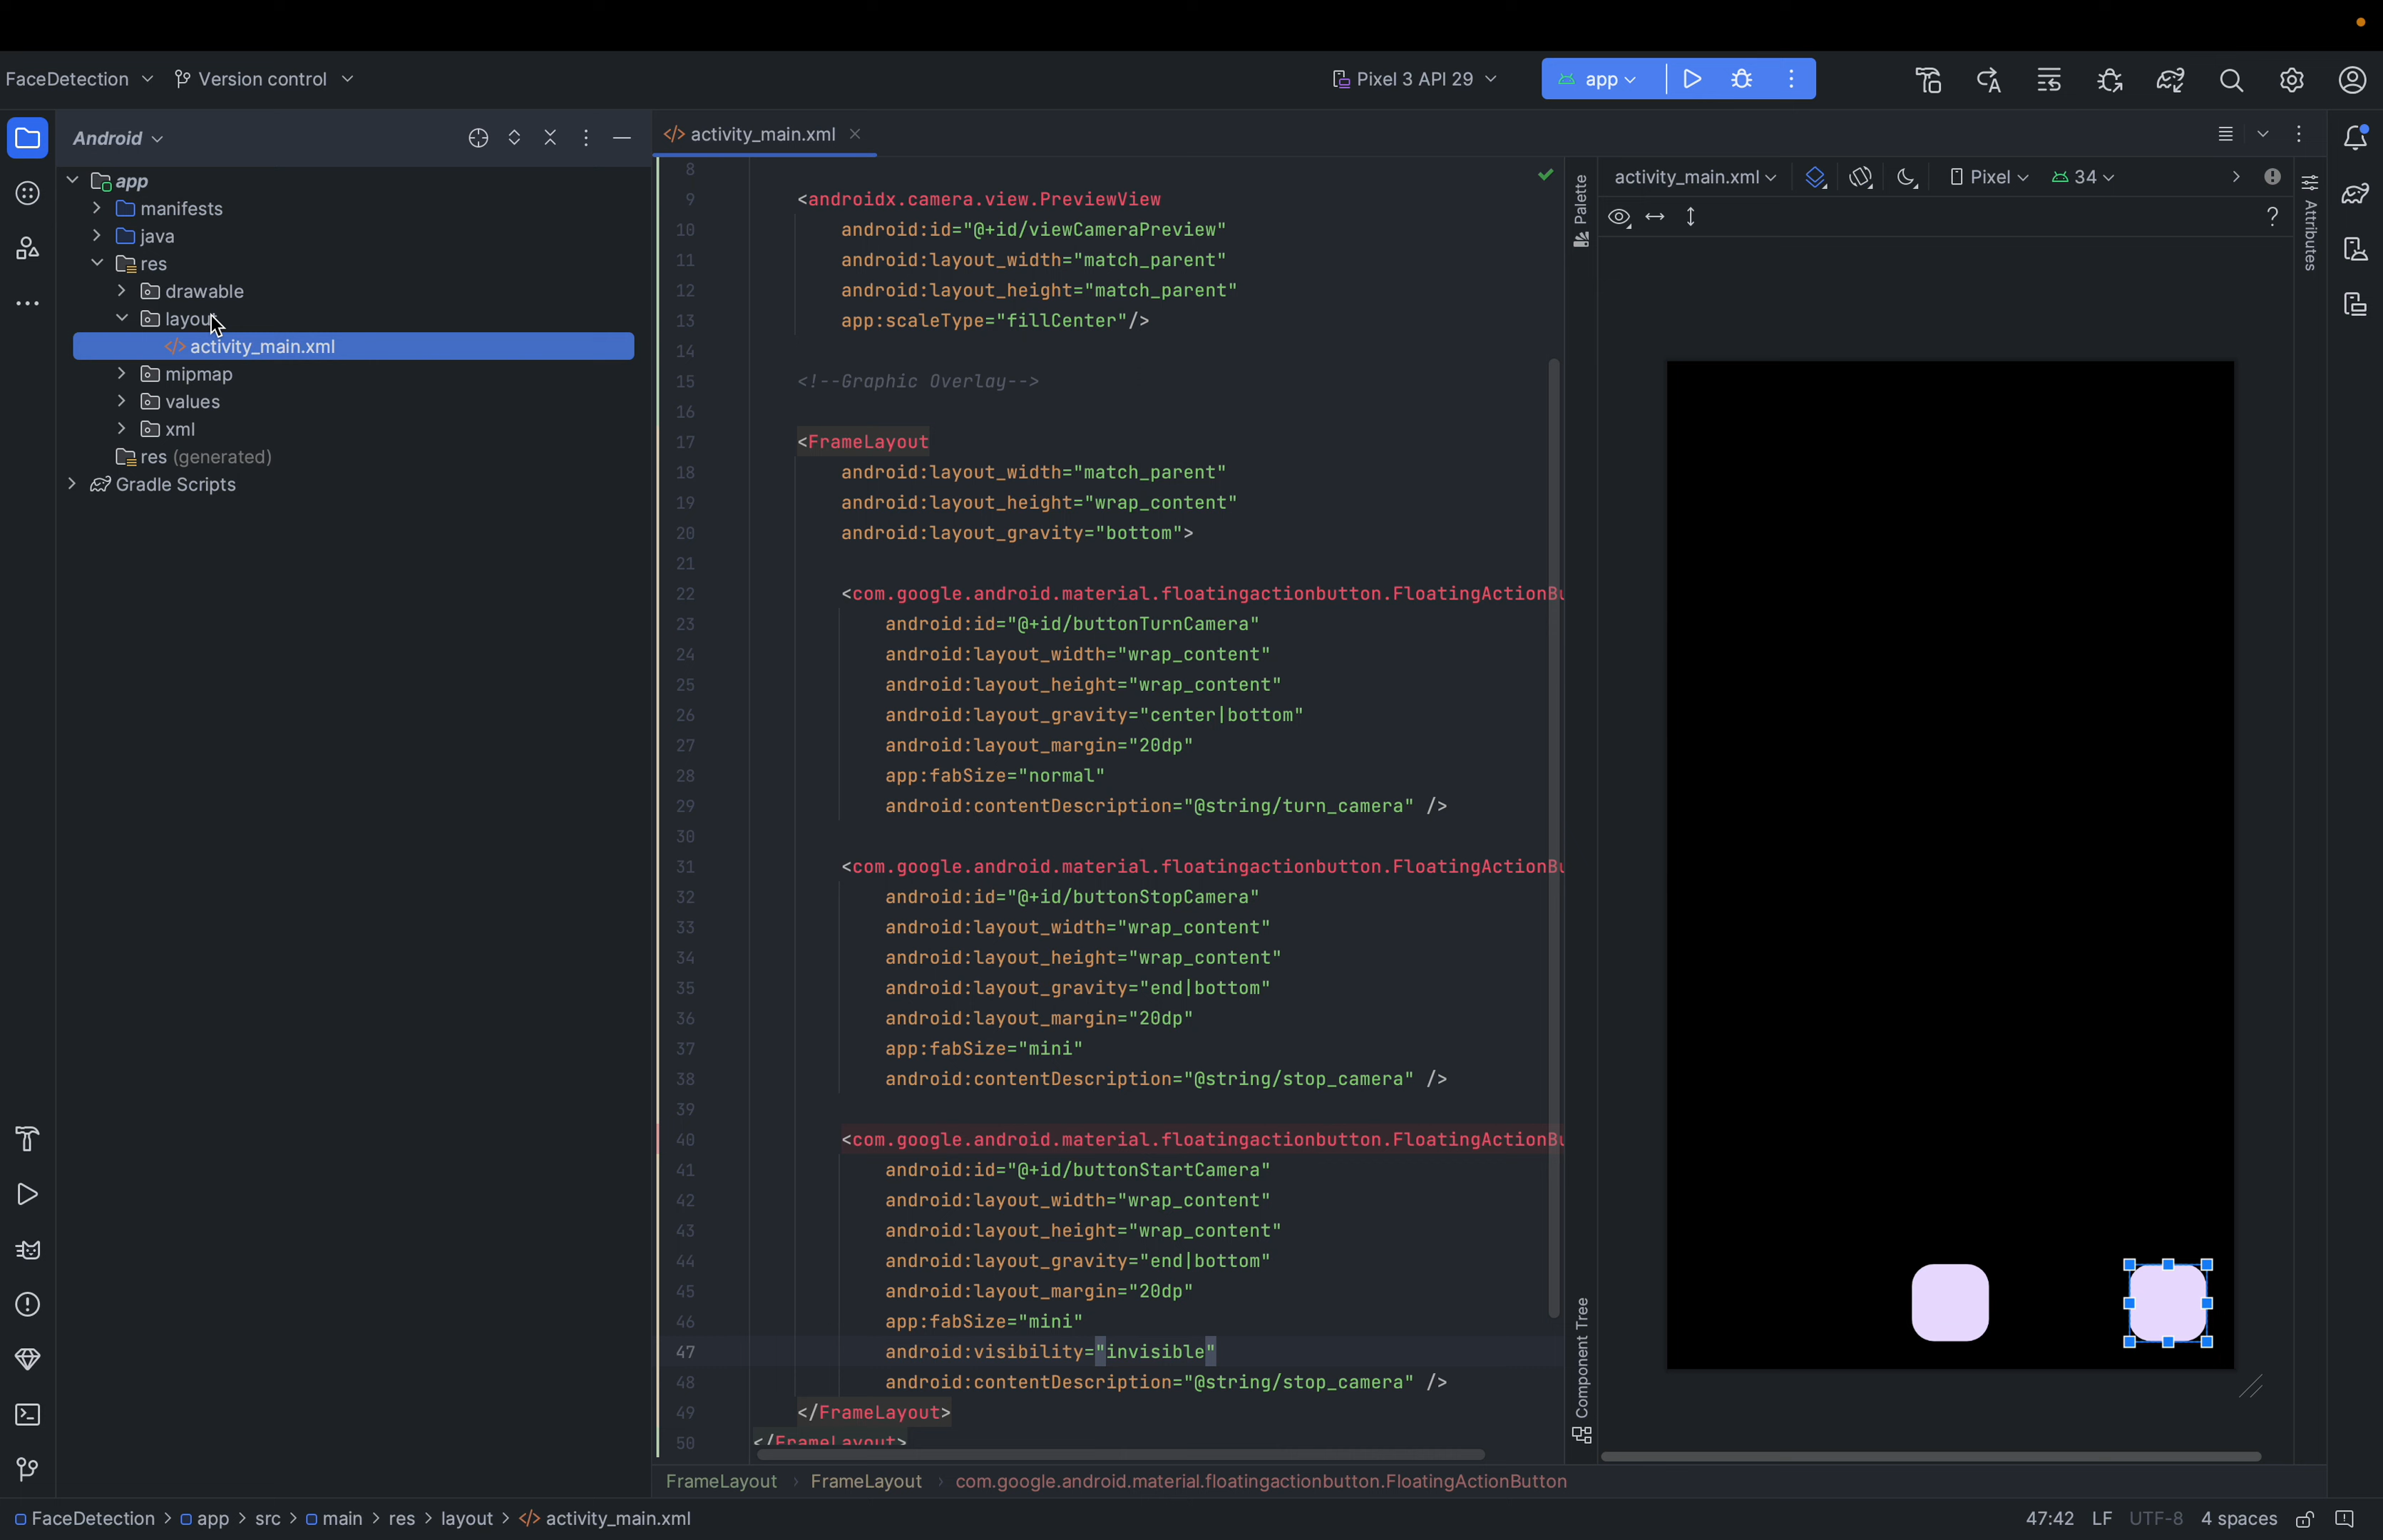 FaceDetection Version control Pixel 3 API 29 app
Android
app
manifests
java
res
drawable
layout
activity_main.xml
mipmap
values
xml
res (generated)
Gradle Scripts
activity_main.xml
8
9 <androidx.camera.view.PreviewView
10 android:id="@+id/viewCameraPreview"
11 android:layout_width="match_parent"
12 android:layout_height="match_parent"
13 app:scaleType="fillCenter"/>
14
15 <!--Graphic Overlay-->
16
17 <FrameLayout
18 android:layout_width="match_parent"
19 android:layout_height="wrap_content"
20 android:layout_gravity="bottom">
21
22 <com.google.android.material.floatingactionbutton.FloatingActionBu
23 android:id="@+id/buttonTurnCamera"
24 android:layout_width="wrap_content"
25 android:layout_height="wrap_content"
26 android:layout_gravity="center|bottom"
27 android:layout_margin="20dp"
28 app:fabSize="normal"
29 android:contentDescription="@string/turn_camera" />
30
31 <com.google.android.material.floatingactionbutton.FloatingActionBu
32 android:id="@+id/buttonStopCamera"
33 android:layout_width="wrap_content"
34 android:layout_height="wrap_content"
35 android:layout_gravity="end|bottom"
36 android:layout_margin="20dp"
37 app:fabSize="mini"
38 android:contentDescription="@string/stop_camera" />
39
40 <com.google.android.material.floatingactionbutton.FloatingActionBu
41 android:id="@+id/buttonStartCamera"
42 android:layout_width="wrap_content"
43 android:layout_height="wrap_content"
44 android:layout_gravity="end|bottom"
45 android:layout_margin="20dp"
46 app:fabSize="mini"
47 android:visibility="invisible"
48 android:contentDescription="@string/stop_camera" />
49 </FrameLayout>
50 </FrameLayout>
Palette
Component Tree
activity_main.xml Pixel 34
Attributes
FrameLayout › FrameLayout › com.google.android.material.floatingactionbutton.FloatingActionButton
FaceDetection > app > src > main > res > layout > activity_main.xml
47:42 LF UTF-8 4 spaces